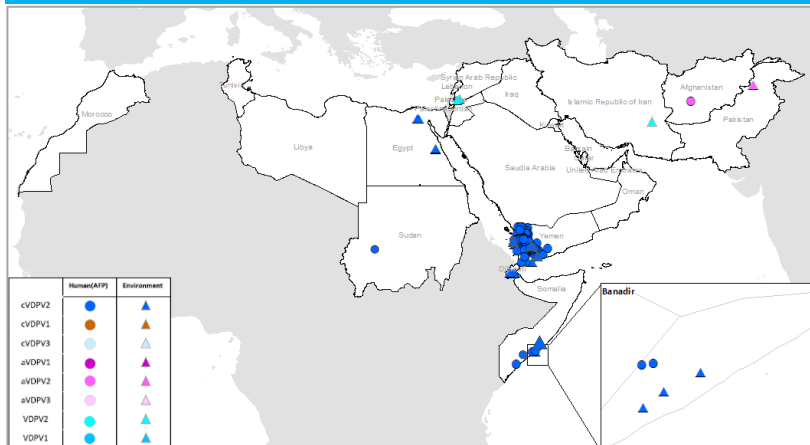 Tunisia
Syrian Arab Republic
Lebanon
Afghanistan
Morocco
Iraq
Islamic Republic of Iran
Pakistan
Libya
Egypt
Bahrain
Saudi Arabia
United Arab Emirates
Oman
Sudan
Yemen
Somalia
Human(AFP) Environment
cVDPV2
cVDPV1
cVDPV3
aVDPV1
aVDPV2
aVDPV3
VDPV2
VDPV1
Banadir